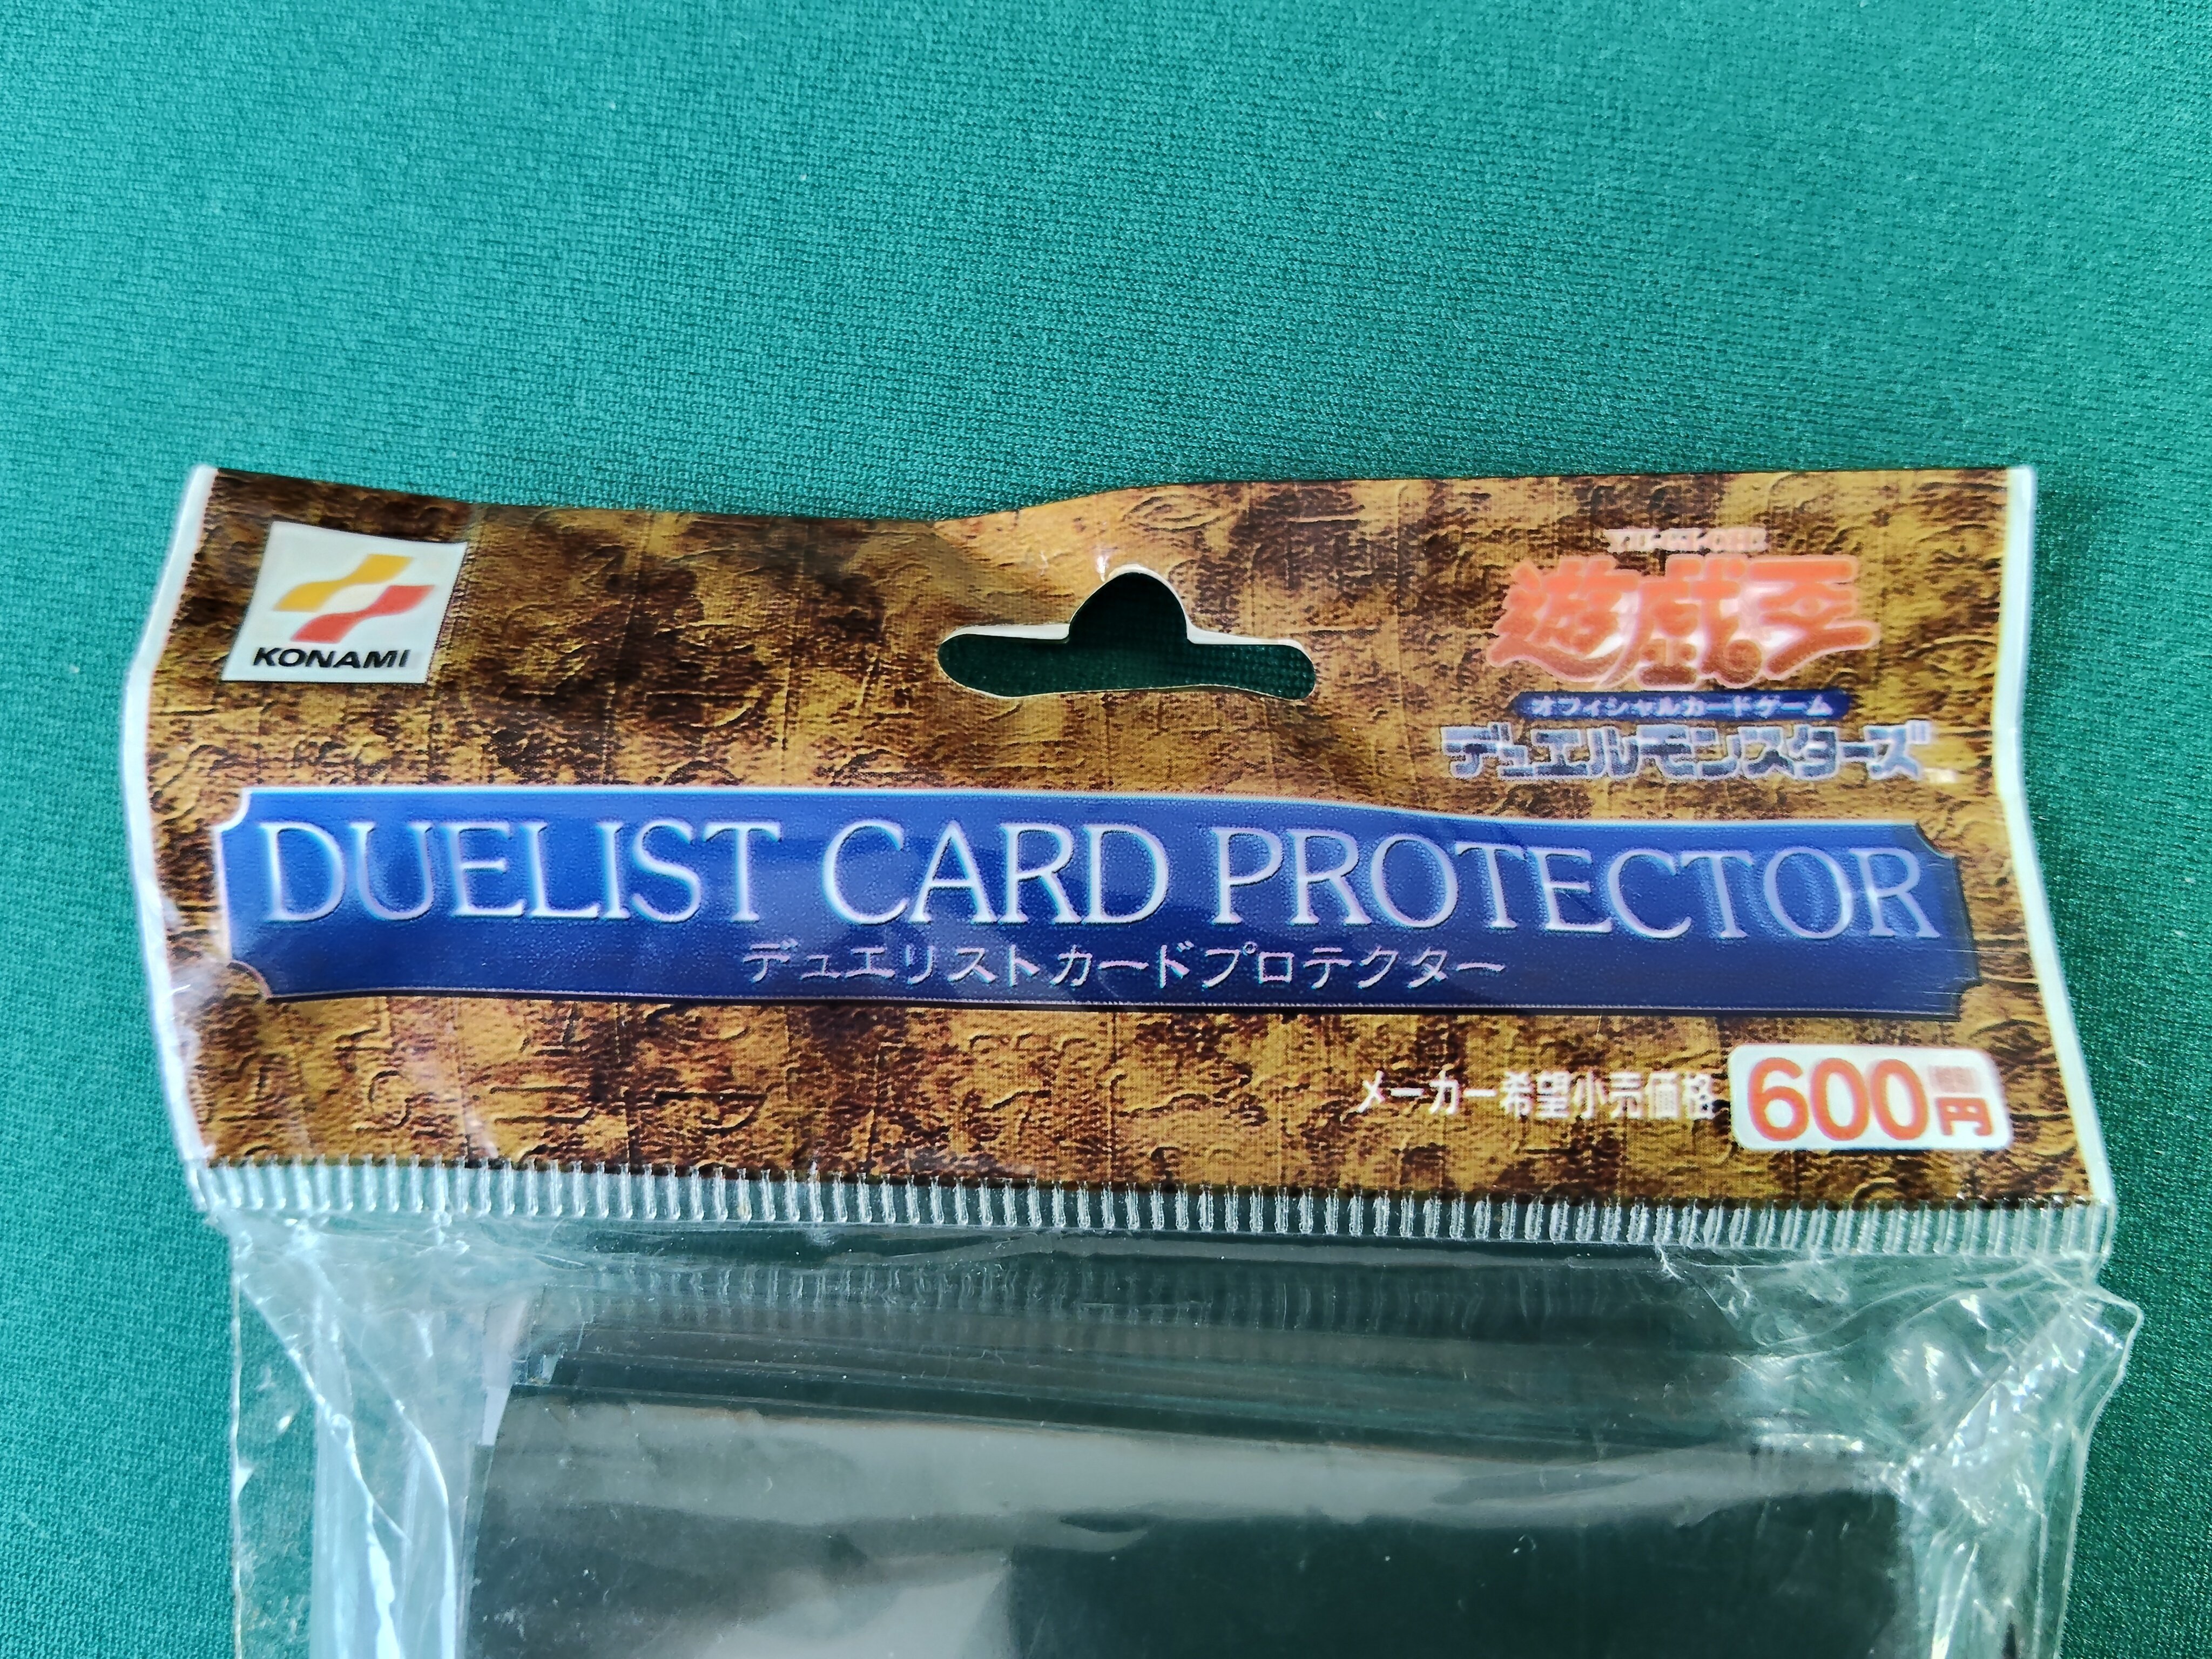 KONAMI
YU-GI-OH!
遊戯王
オフィシャルカードゲーム
デュエルモンスターズ
DUELIST CARD PROTECTOR
デュエリストカードプロテクター
メーカー希望小売価格 600円